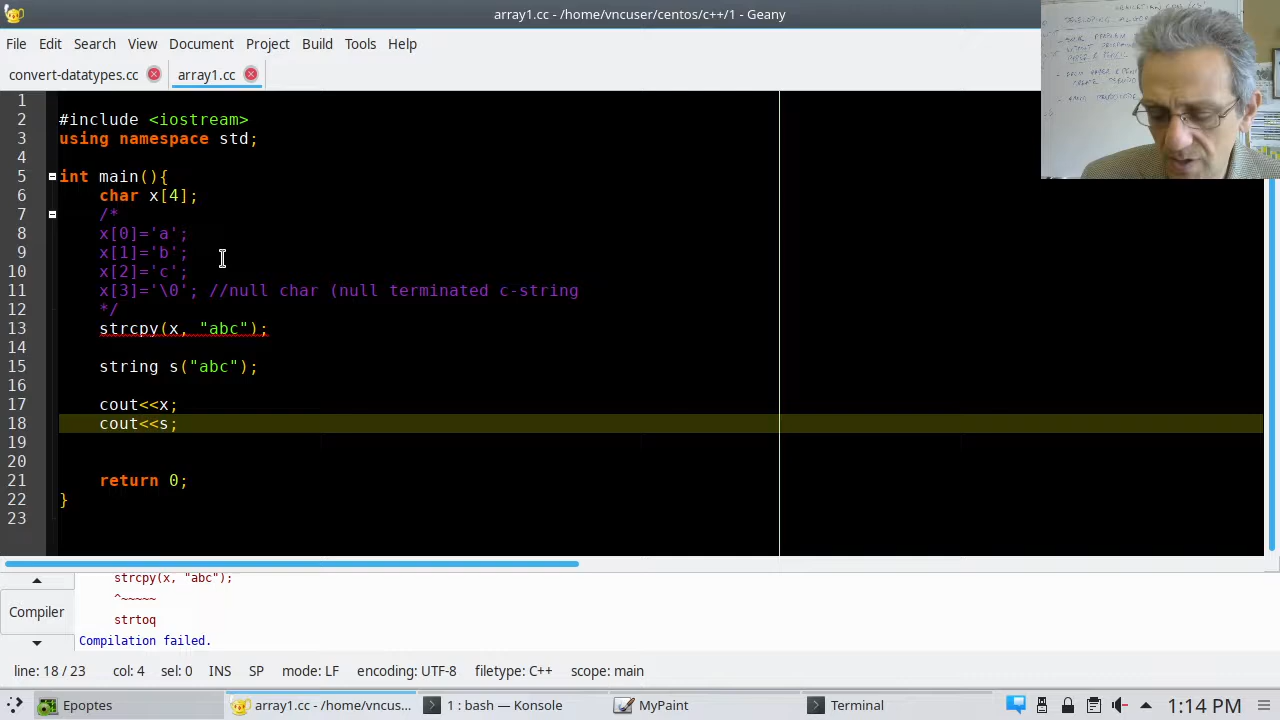 array1.cc - /home/vncuser/centos/c++/1 - Geany
File Edit Search View Document Project Build Tools Help
convert-datatypes.cc array1.cc
1
2 #include <iostream>
3 using namespace std;
4
5 int main(){
6 char x[4];
7 /*
8 x[0]='a';
9 x[1]='b';
10 x[2]='c';
11 x[3]='\0'; //null char (null terminated c-string
12 */
13 strcpy(x, "abc");
14
15 string s("abc");
16
17 cout<<x;
18 cout<<s;
19
20
21 return 0;
22 }
23
strcpy(x, "abc");
^~~~~~
strtoq
Compiler
Compilation failed.
line: 18 / 23 col: 4 sel: 0 INS SP mode: LF encoding: UTF-8 filetype: C++ scope: main
Epoptes array1.cc - /home/vncus... 1 : bash — Konsole MyPaint Terminal 1:14 PM